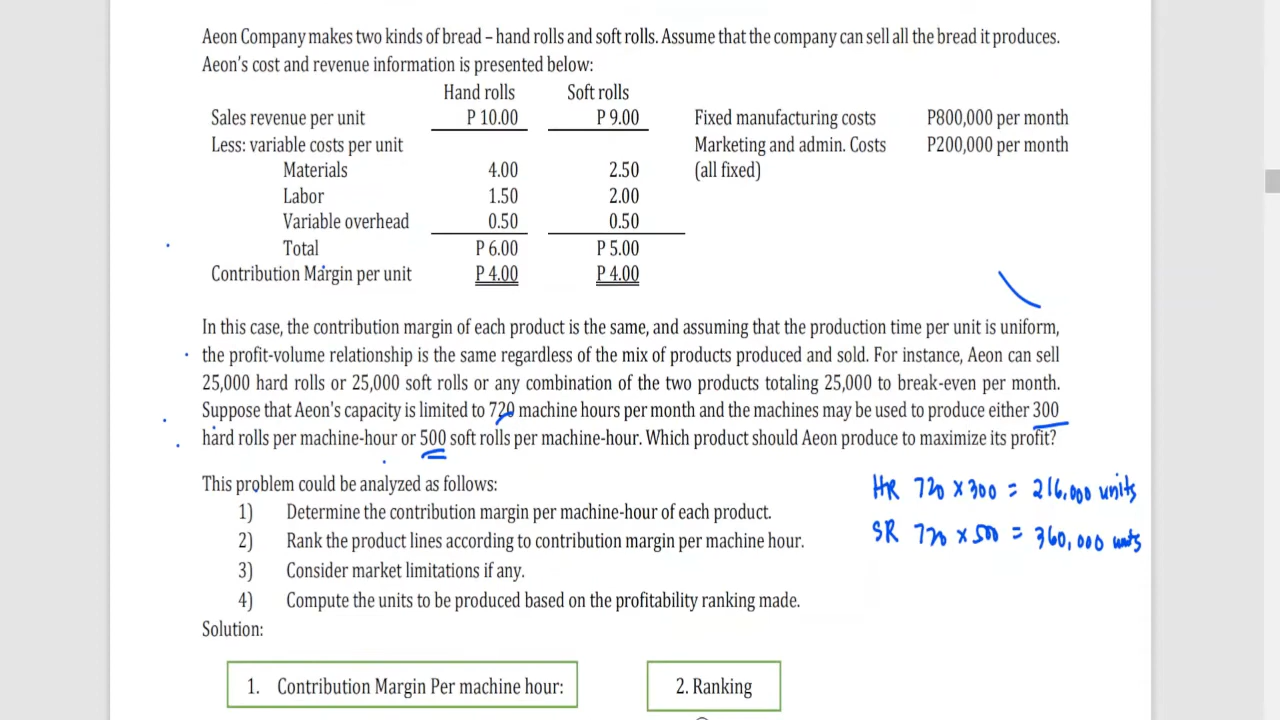 Aeon Company makes two kinds of bread – hand rolls and soft rolls. Assume that the company can sell all the bread it produces.
Aeon's cost and revenue information is presented below:
Hand rolls Soft rolls
Sales revenue per unit P 10.00 P 9.00 Fixed manufacturing costs P800,000 per month
Less: variable costs per unit Marketing and admin. Costs P200,000 per month
Materials 4.00 2.50 (all fixed)
Labor 1.50 2.00
Variable overhead 0.50 0.50
Total P 6.00 P 5.00
Contribution Margin per unit P 4.00 P 4.00
In this case, the contribution margin of each product is the same, and assuming that the production time per unit is uniform,
the profit-volume relationship is the same regardless of the mix of products produced and sold. For instance, Aeon can sell
25,000 hard rolls or 25,000 soft rolls or any combination of the two products totaling 25,000 to break-even per month.
Suppose that Aeon's capacity is limited to 720 machine hours per month and the machines may be used to produce either 300
hard rolls per machine-hour or 500 soft rolls per machine-hour. Which product should Aeon produce to maximize its profit?
This problem could be analyzed as follows:
1) Determine the contribution margin per machine-hour of each product.
2) Rank the product lines according to contribution margin per machine hour.
3) Consider market limitations if any.
4) Compute the units to be produced based on the profitability ranking made.
HR 720 x 300 = 216,000 units
SR 720 x 500 = 360,000 units
Solution:
1. Contribution Margin Per machine hour: 2. Ranking